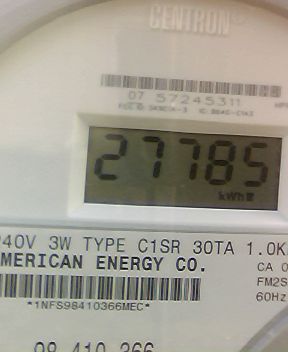 CENTRON®
07 57245311
27785
kWh
240V 3W TYPE C1SR 30TA 1.0K
AMERICAN ENERGY CO.
CA 0
FM2S
60Hz
*1NFS98410366MEC*
98 410 366